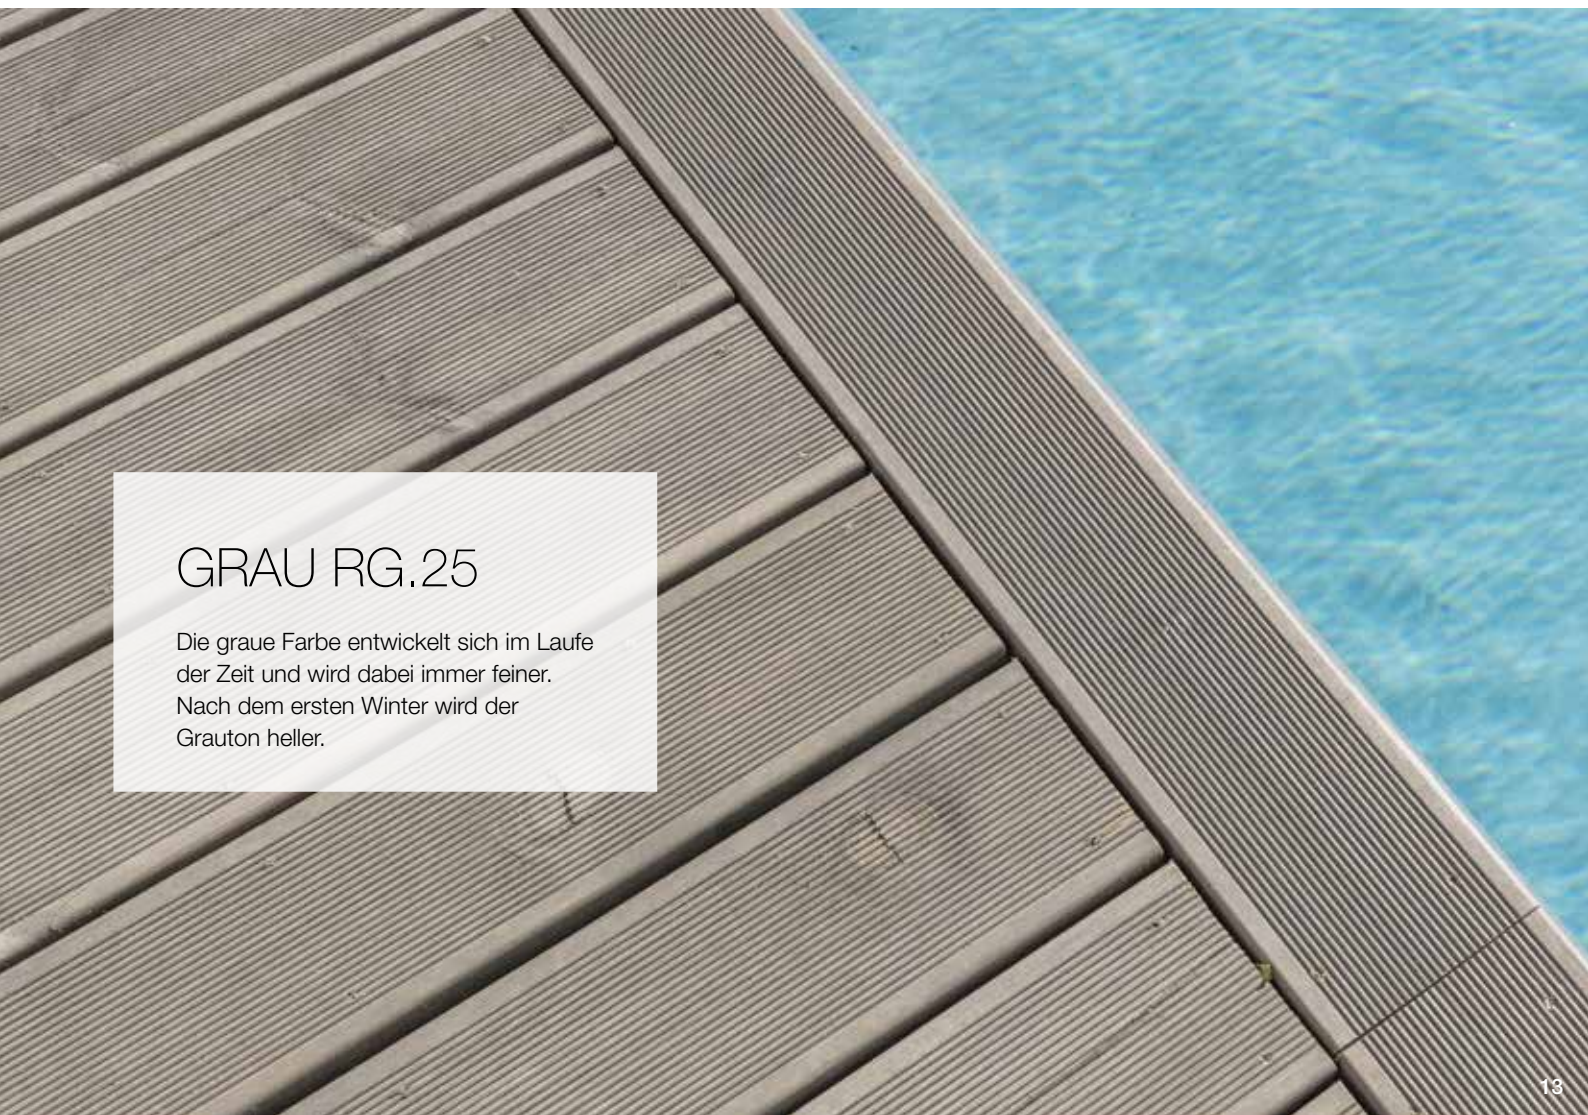 GRAU RG.25
Die graue Farbe entwickelt sich im Laufe
der Zeit und wird dabei immer feiner.
Nach dem ersten Winter wird der
Grauton heller.
13